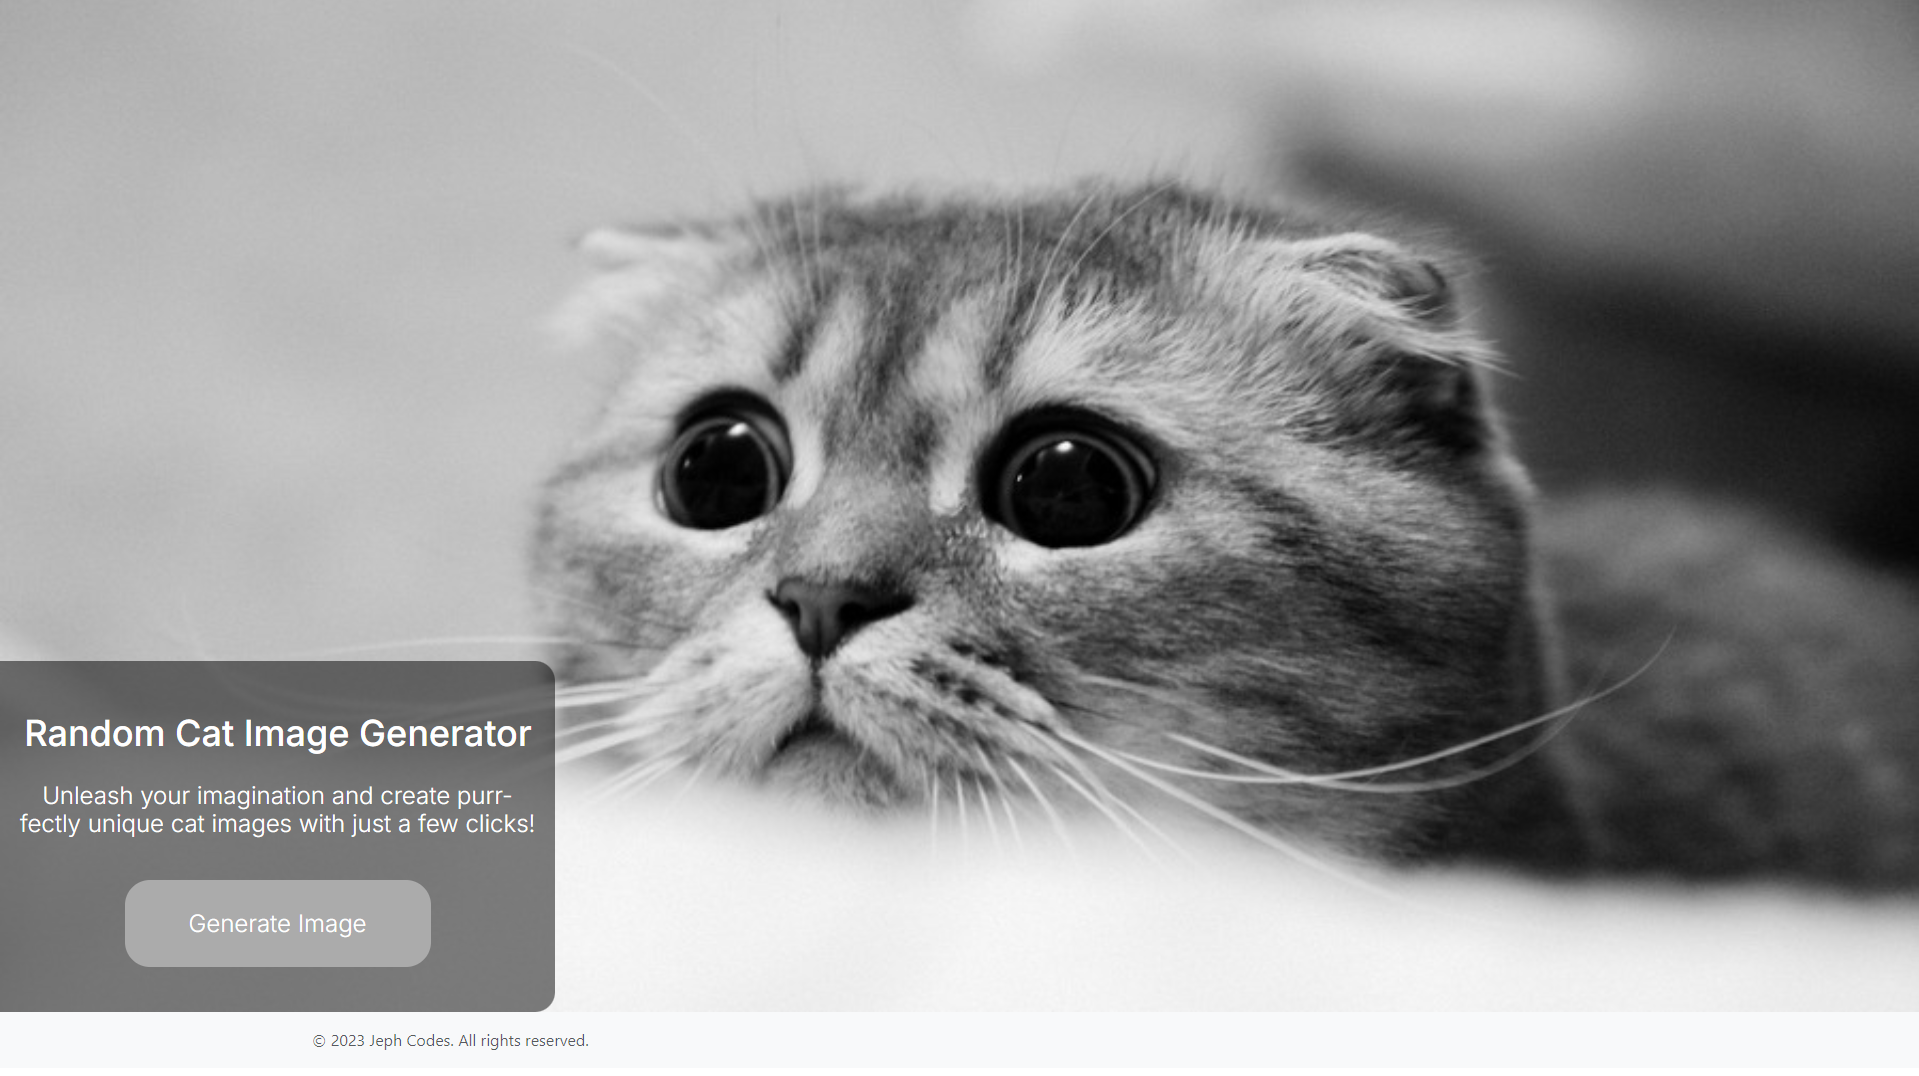 Random Cat Image Generator
Unleash your imagination and create purr-
fectly unique cat images with just a few clicks!
Generate Image
© 2023 Jeph Codes. All rights reserved.